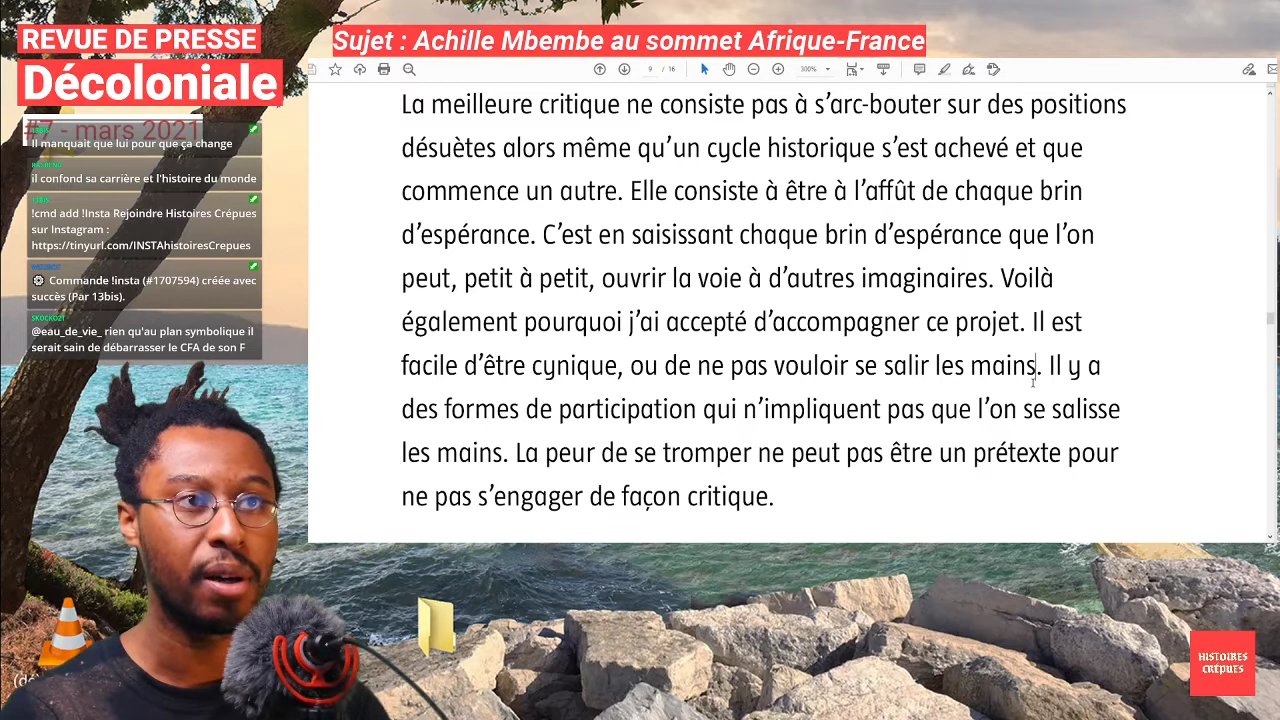 REVUE DE PRESSE
Décoloniale
#7 - mars 2021
Sujet : Achille Mbembe au sommet Afrique-France
9 / 16
300%
13BIS
Il manquait que lui pour que ça change
il confond sa carrière et l'histoire du monde
13BIS
!cmd add !Insta Rejoindre Histoires Crépues
sur Instagram :
https://tinyurl.com/INSTAhistoiresCrepues
Commande !insta (#1707594) créée avec
succès (Par 13bis).
@eau_de_vie_ rien qu'au plan symbolique il
serait sain de débarrasser le CFA de son F
La meilleure critique ne consiste pas à s’arc-bouter sur des positions
désuètes alors même qu’un cycle historique s’est achevé et que
commence un autre. Elle consiste à être à l’affût de chaque brin
d’espérance. C’est en saisissant chaque brin d’espérance que l’on
peut, petit à petit, ouvrir la voie à d’autres imaginaires. Voilà
également pourquoi j’ai accepté d’accompagner ce projet. Il est
facile d’être cynique, ou de ne pas vouloir se salir les mains. Il y a
des formes de participation qui n’impliquent pas que l’on se salisse
les mains. La peur de se tromper ne peut pas être un prétexte pour
ne pas s’engager de façon critique.
HISTOIRES
CRÉPUES